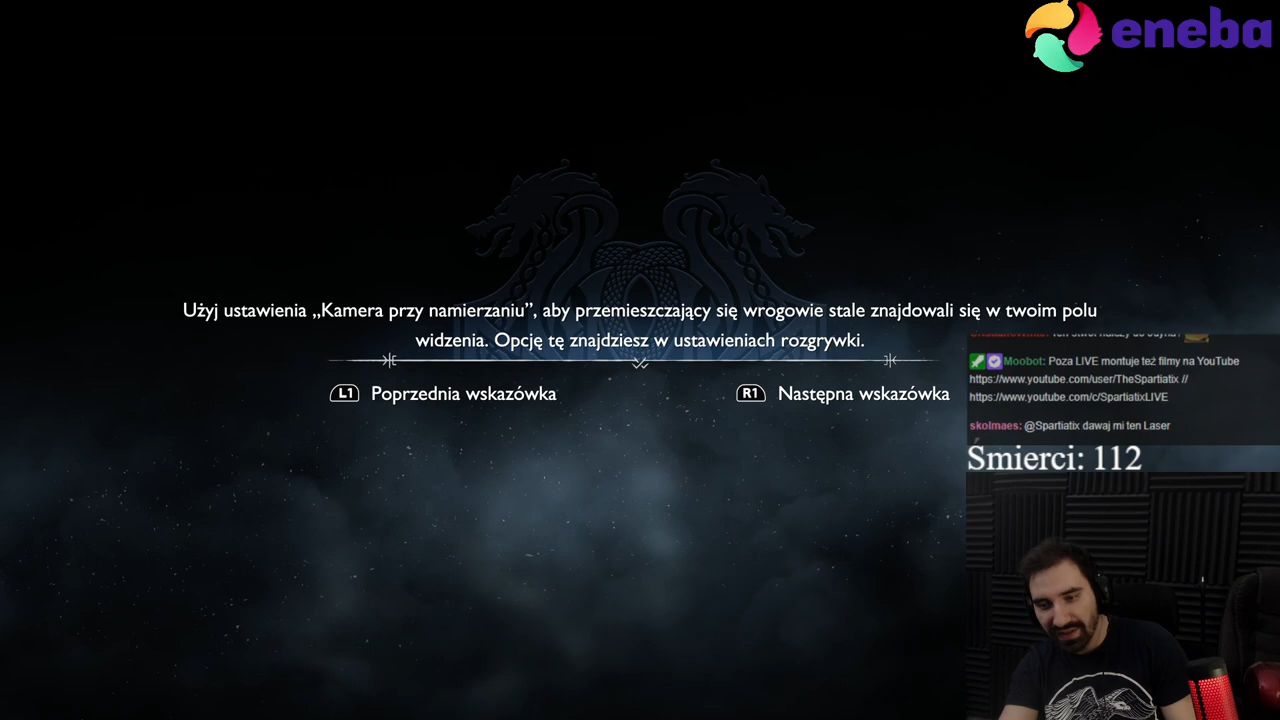 eneba
Użyj ustawienia „Kamera przy namierzaniu”, aby przemieszczający się wrogowie stale znajdowali się w twoim polu
widzenia. Opcję tę znajdziesz w ustawieniach rozgrywki.
L1 Poprzednia wskazówka
R1 Następna wskazówka
Moobot: Poza LIVE montuje też filmy na YouTube
https://www.youtube.com/user/TheSpartiatix //
https://www.youtube.com/c/SpartiatixLIVE
skolmaes: @Spartiatix dawaj mi ten Laser
Śmierci: 112